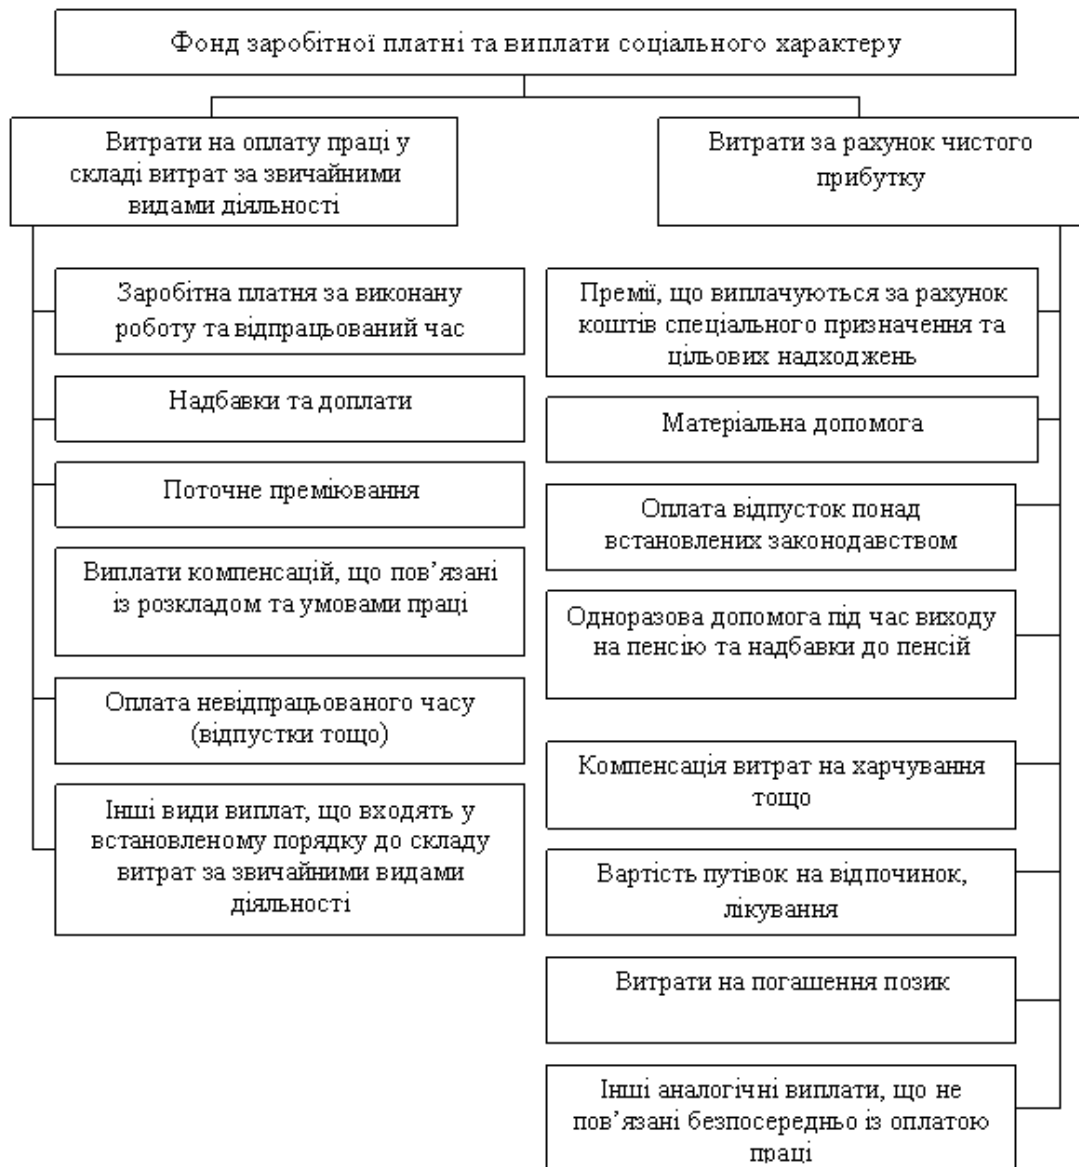 Фонд заробітної платні та виплати соціального характеру
Витрати на оплату праці у
складі витрат за звичайними
видами діяльності
Витрати за рахунок чистого
прибутку
Заробітна платня за виконану
роботу та відпрацьований час
Надбавки та доплати
Поточне преміювання
Виплати компенсацій, що пов’язані
із розкладом та умовами праці
Оплата невідпрацьованого часу
(відпустки тощо)
Інші види виплат, що входять у
встановленому порядку до складу
витрат за звичайними видами
діяльності
Премії, що виплачуються за рахунок
коштів спеціального призначення та
цільових надходжень
Матеріальна допомога
Оплата відпусток понад
встановлених законодавством
Одноразова допомога під час виходу
на пенсію та надбавки до пенсій
Компенсація витрат на харчування
тощо
Вартість путівок на відпочинок,
лікування
Витрати на погашення позик
Інші аналогічні виплати, що не
пов’язані безпосередньо із оплатою
праці